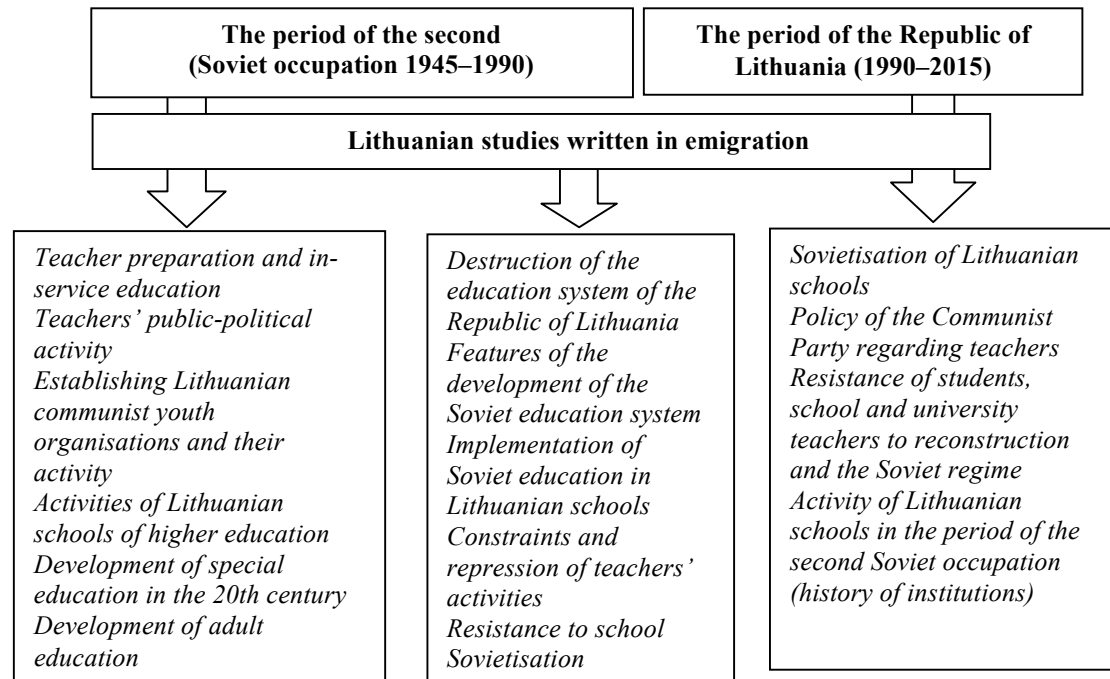 The period of the second
(Soviet occupation 1945–1990)
The period of the Republic of
Lithuania (1990–2015)
Lithuanian studies written in emigration
Teacher preparation and in-
service education
Teachers’ public-political
activity
Establishing Lithuanian
communist youth
organisations and their
activity
Activities of Lithuanian
schools of higher education
Development of special
education in the 20th century
Development of adult
education
Destruction of the
education system of the
Republic of Lithuania
Features of the
development of the
Soviet education system
Implementation of
Soviet education in
Lithuanian schools
Constraints and
repression of teachers’
activities
Resistance to school
Sovietisation
Sovietisation of Lithuanian
schools
Policy of the Communist
Party regarding teachers
Resistance of students,
school and university
teachers to reconstruction
and the Soviet regime
Activity of Lithuanian
schools in the period of the
second Soviet occupation
(history of institutions)